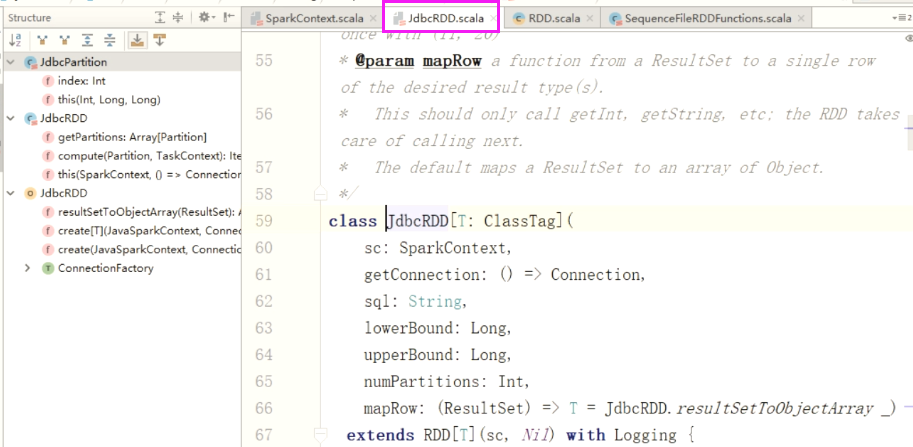 Structure
SparkContext.scala
JdbcRDD.scala
RDD.scala
SequenceFileRDDFunctions.scala
JdbcPartition
index: Int
this(Int, Long, Long)
JdbcRDD
getPartitions: Array[Partition]
compute(Partition, TaskContext): Ite
this(SparkContext, () => Connection
JdbcRDD
resultSetToObjectArray(ResultSet): A
create[T](JavaSparkContext, Connec
create(JavaSparkContext, Connectio
ConnectionFactory
once with (11, 20)
55 * @param mapRow a function from a ResultSet to a single row
of the desired result type(s).
56 * This should only call getInt, getString, etc; the RDD takes
care of calling next.
57 * The default maps a ResultSet to an array of Object.
58 */
59 class JdbcRDD[T: ClassTag](
60 sc: SparkContext,
61 getConnection: () => Connection,
62 sql: String,
63 lowerBound: Long,
64 upperBound: Long,
65 numPartitions: Int,
66 mapRow: (ResultSet) => T = JdbcRDD.resultSetToObjectArray _)
67 extends RDD[T](sc, Nil) with Logging {